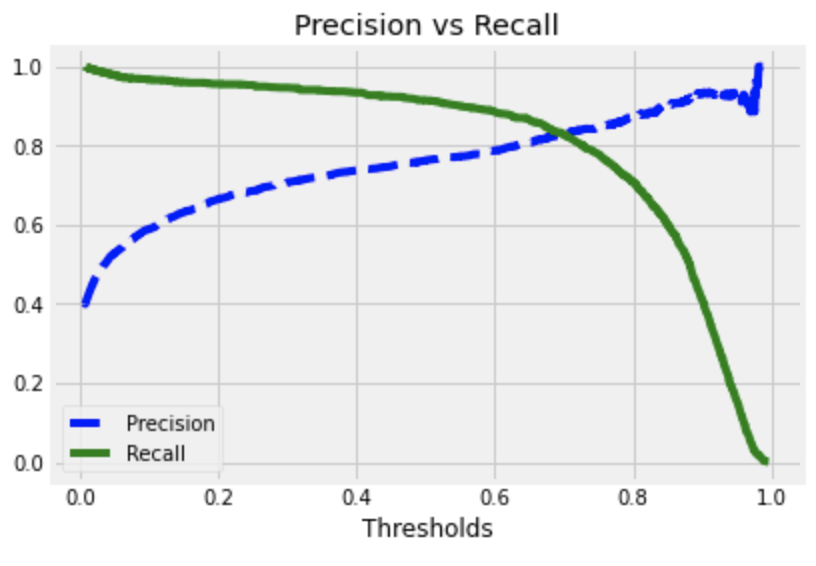 Precision vs Recall
1.0
0.8
0.6
0.4
0.2
0.0
Precision
Recall
0.0 0.2 0.4 0.6 0.8 1.0
Thresholds